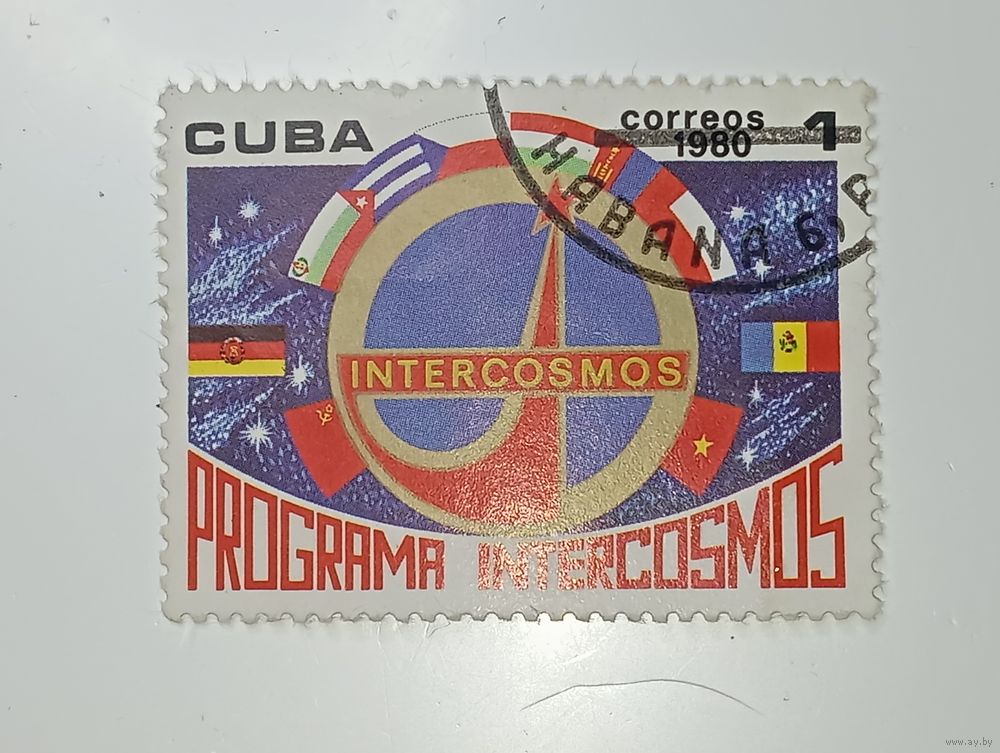 CUBA
correos
1980
1
HABANA 6
INTERCOSMOS
PROGRAMA INTERCOSMOS
www.ay.by